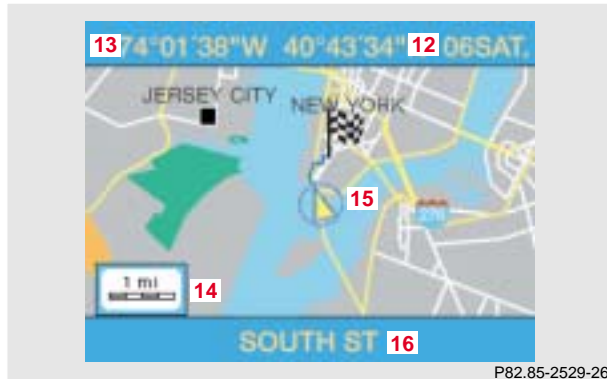 13 74°01'38"W 40°43'34" 12 06SAT.
JERSEY CITY
NEW YORK
15
278
1 mi
14
SOUTH ST 16
P82.85-2529-26